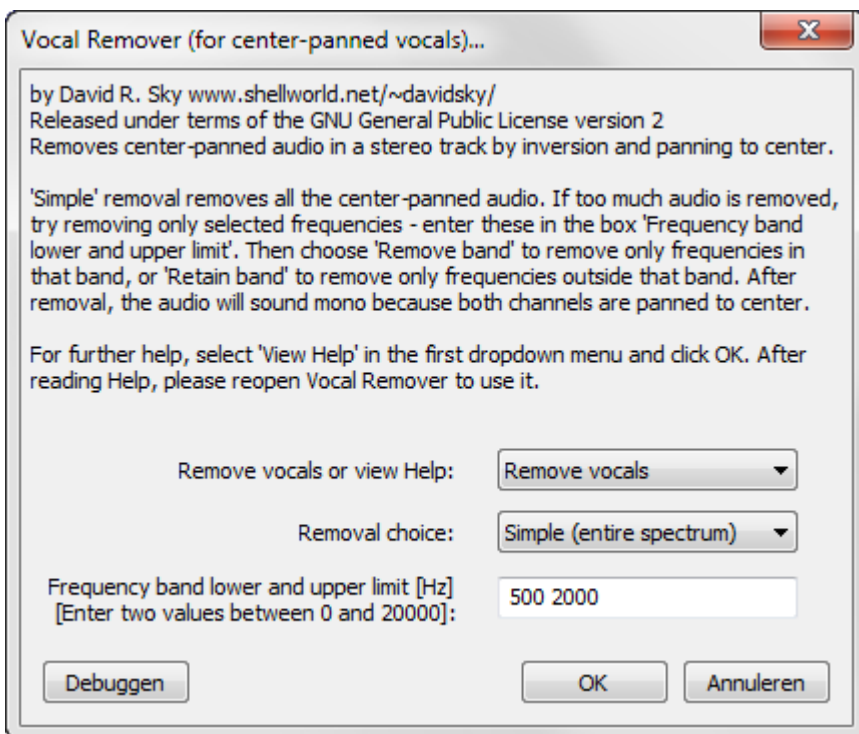 Vocal Remover (for center-panned vocals)...
by David R. Sky www.shellworld.net/~davidsky/
Released under terms of the GNU General Public License version 2
Removes center-panned audio in a stereo track by inversion and panning to center.
'Simple' removal removes all the center-panned audio. If too much audio is removed,
try removing only selected frequencies - enter these in the box 'Frequency band
lower and upper limit'. Then choose 'Remove band' to remove only frequencies in
that band, or 'Retain band' to remove only frequencies outside that band. After
removal, the audio will sound mono because both channels are panned to center.
For further help, select 'View Help' in the first dropdown menu and click OK. After
reading Help, please reopen Vocal Remover to use it.
Remove vocals or view Help: Remove vocals
Removal choice: Simple (entire spectrum)
Frequency band lower and upper limit [Hz]
[Enter two values between 0 and 20000]: 500 2000
Debuggen OK Annuleren